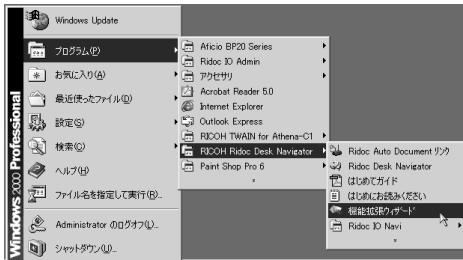 Windows 2000 Professional
Windows Update
プログラム(P)
お気に入り(A)
最近使ったファイル(D)
設定(S)
検索(C)
ヘルプ(H)
ファイル名を指定して実行(R)...
Administrator のログオフ(L)...
シャットダウン(U)...
Aficio BP20 Series
Ridoc IO Admin
アクセサリ
Acrobat Reader 5.0
Internet Explorer
Outlook Express
RICOH TWAIN for Athena-C1
RICOH Ridoc Desk Navigator
Paint Shop Pro 6
Ridoc Auto Document リンク
Ridoc Desk Navigator
はじめてガイド
はじめにお読みください
機能拡張ウィザード
Ridoc IO Navi